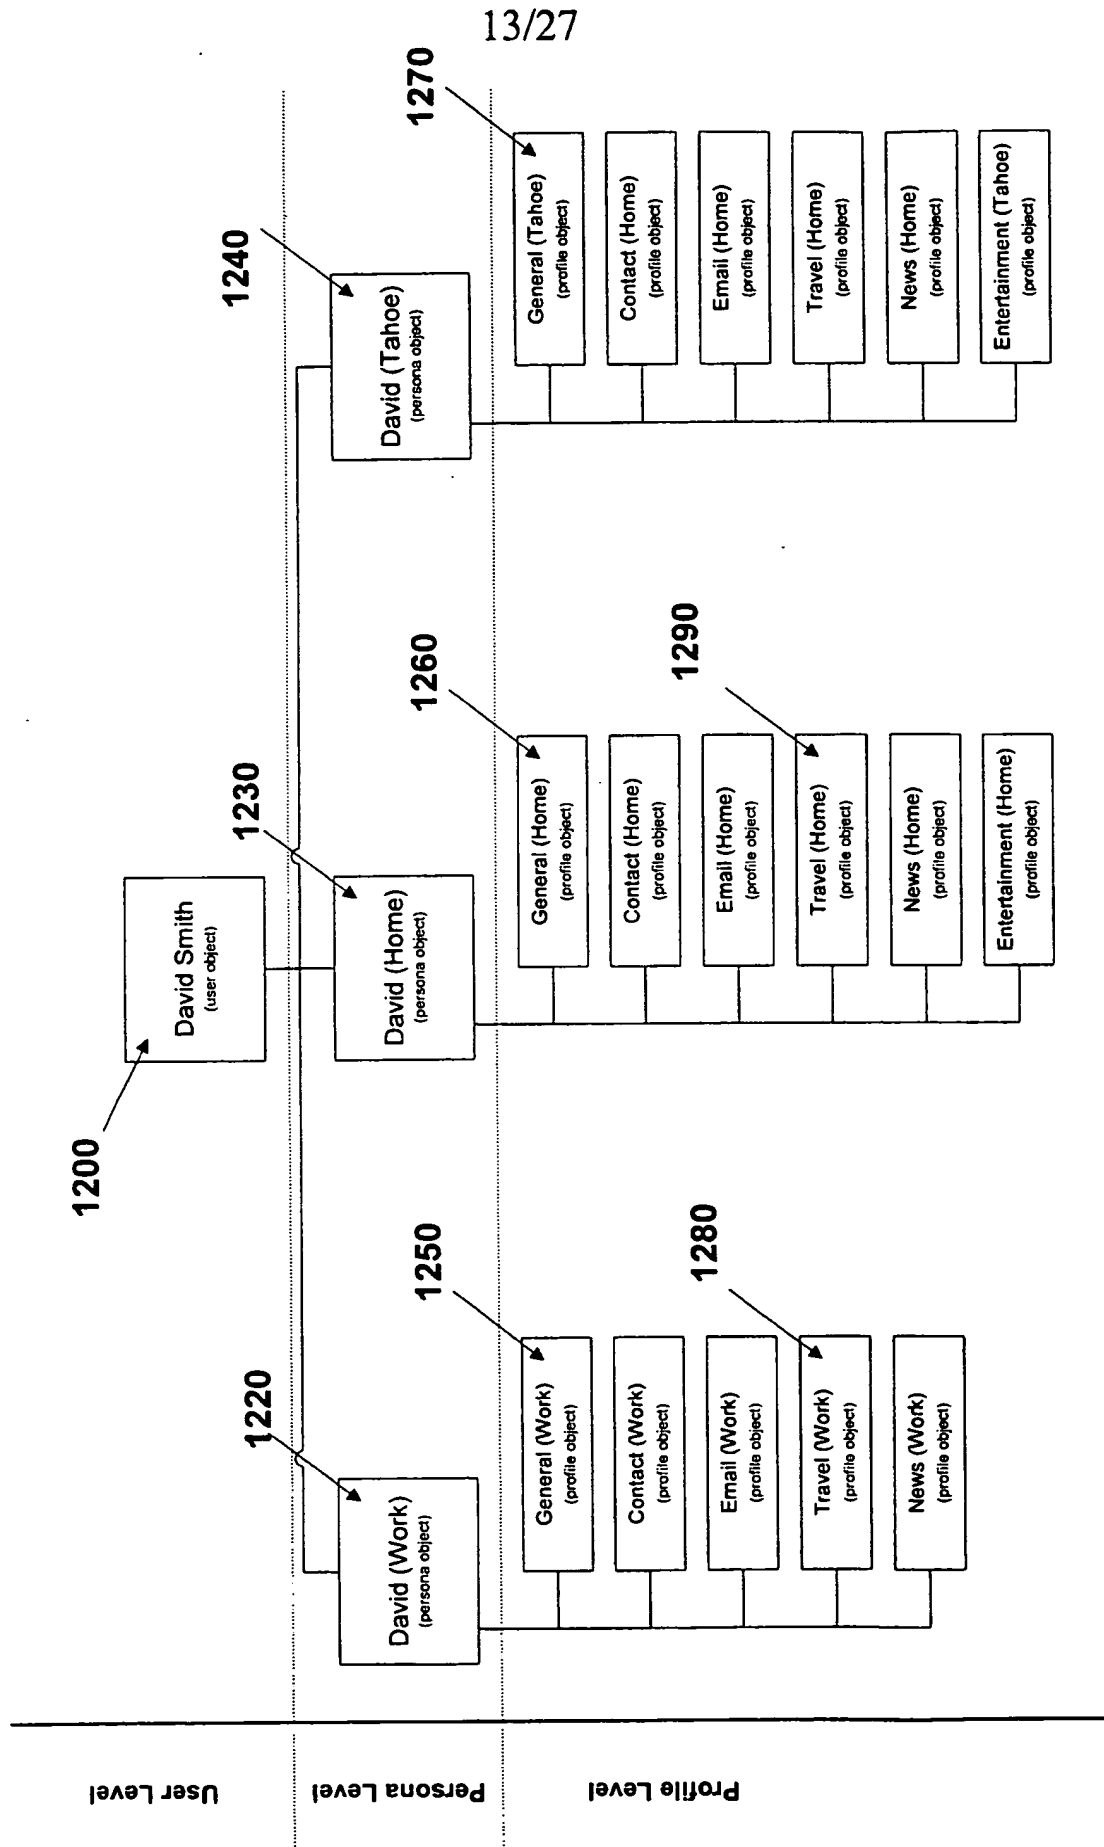 13/27
User Level
Persona Level
Profile Level
1200
David Smith
(user object)
1220
David (Work)
(persona object)
1230
David (Home)
(persona object)
1240
David (Tahoe)
(persona object)
1250
General (Work)
(profile object)
Contact (Work)
(profile object)
Email (Work)
(profile object)
1280
Travel (Work)
(profile object)
News (Work)
(profile object)
1260
General (Home)
(profile object)
Contact (Home)
(profile object)
Email (Home)
(profile object)
1290
Travel (Home)
(profile object)
News (Home)
(profile object)
Entertainment (Home)
(profile object)
1270
General (Tahoe)
(profile object)
Contact (Home)
(profile object)
Email (Home)
(profile object)
Travel (Home)
(profile object)
News (Home)
(profile object)
Entertainment (Tahoe)
(profile object)